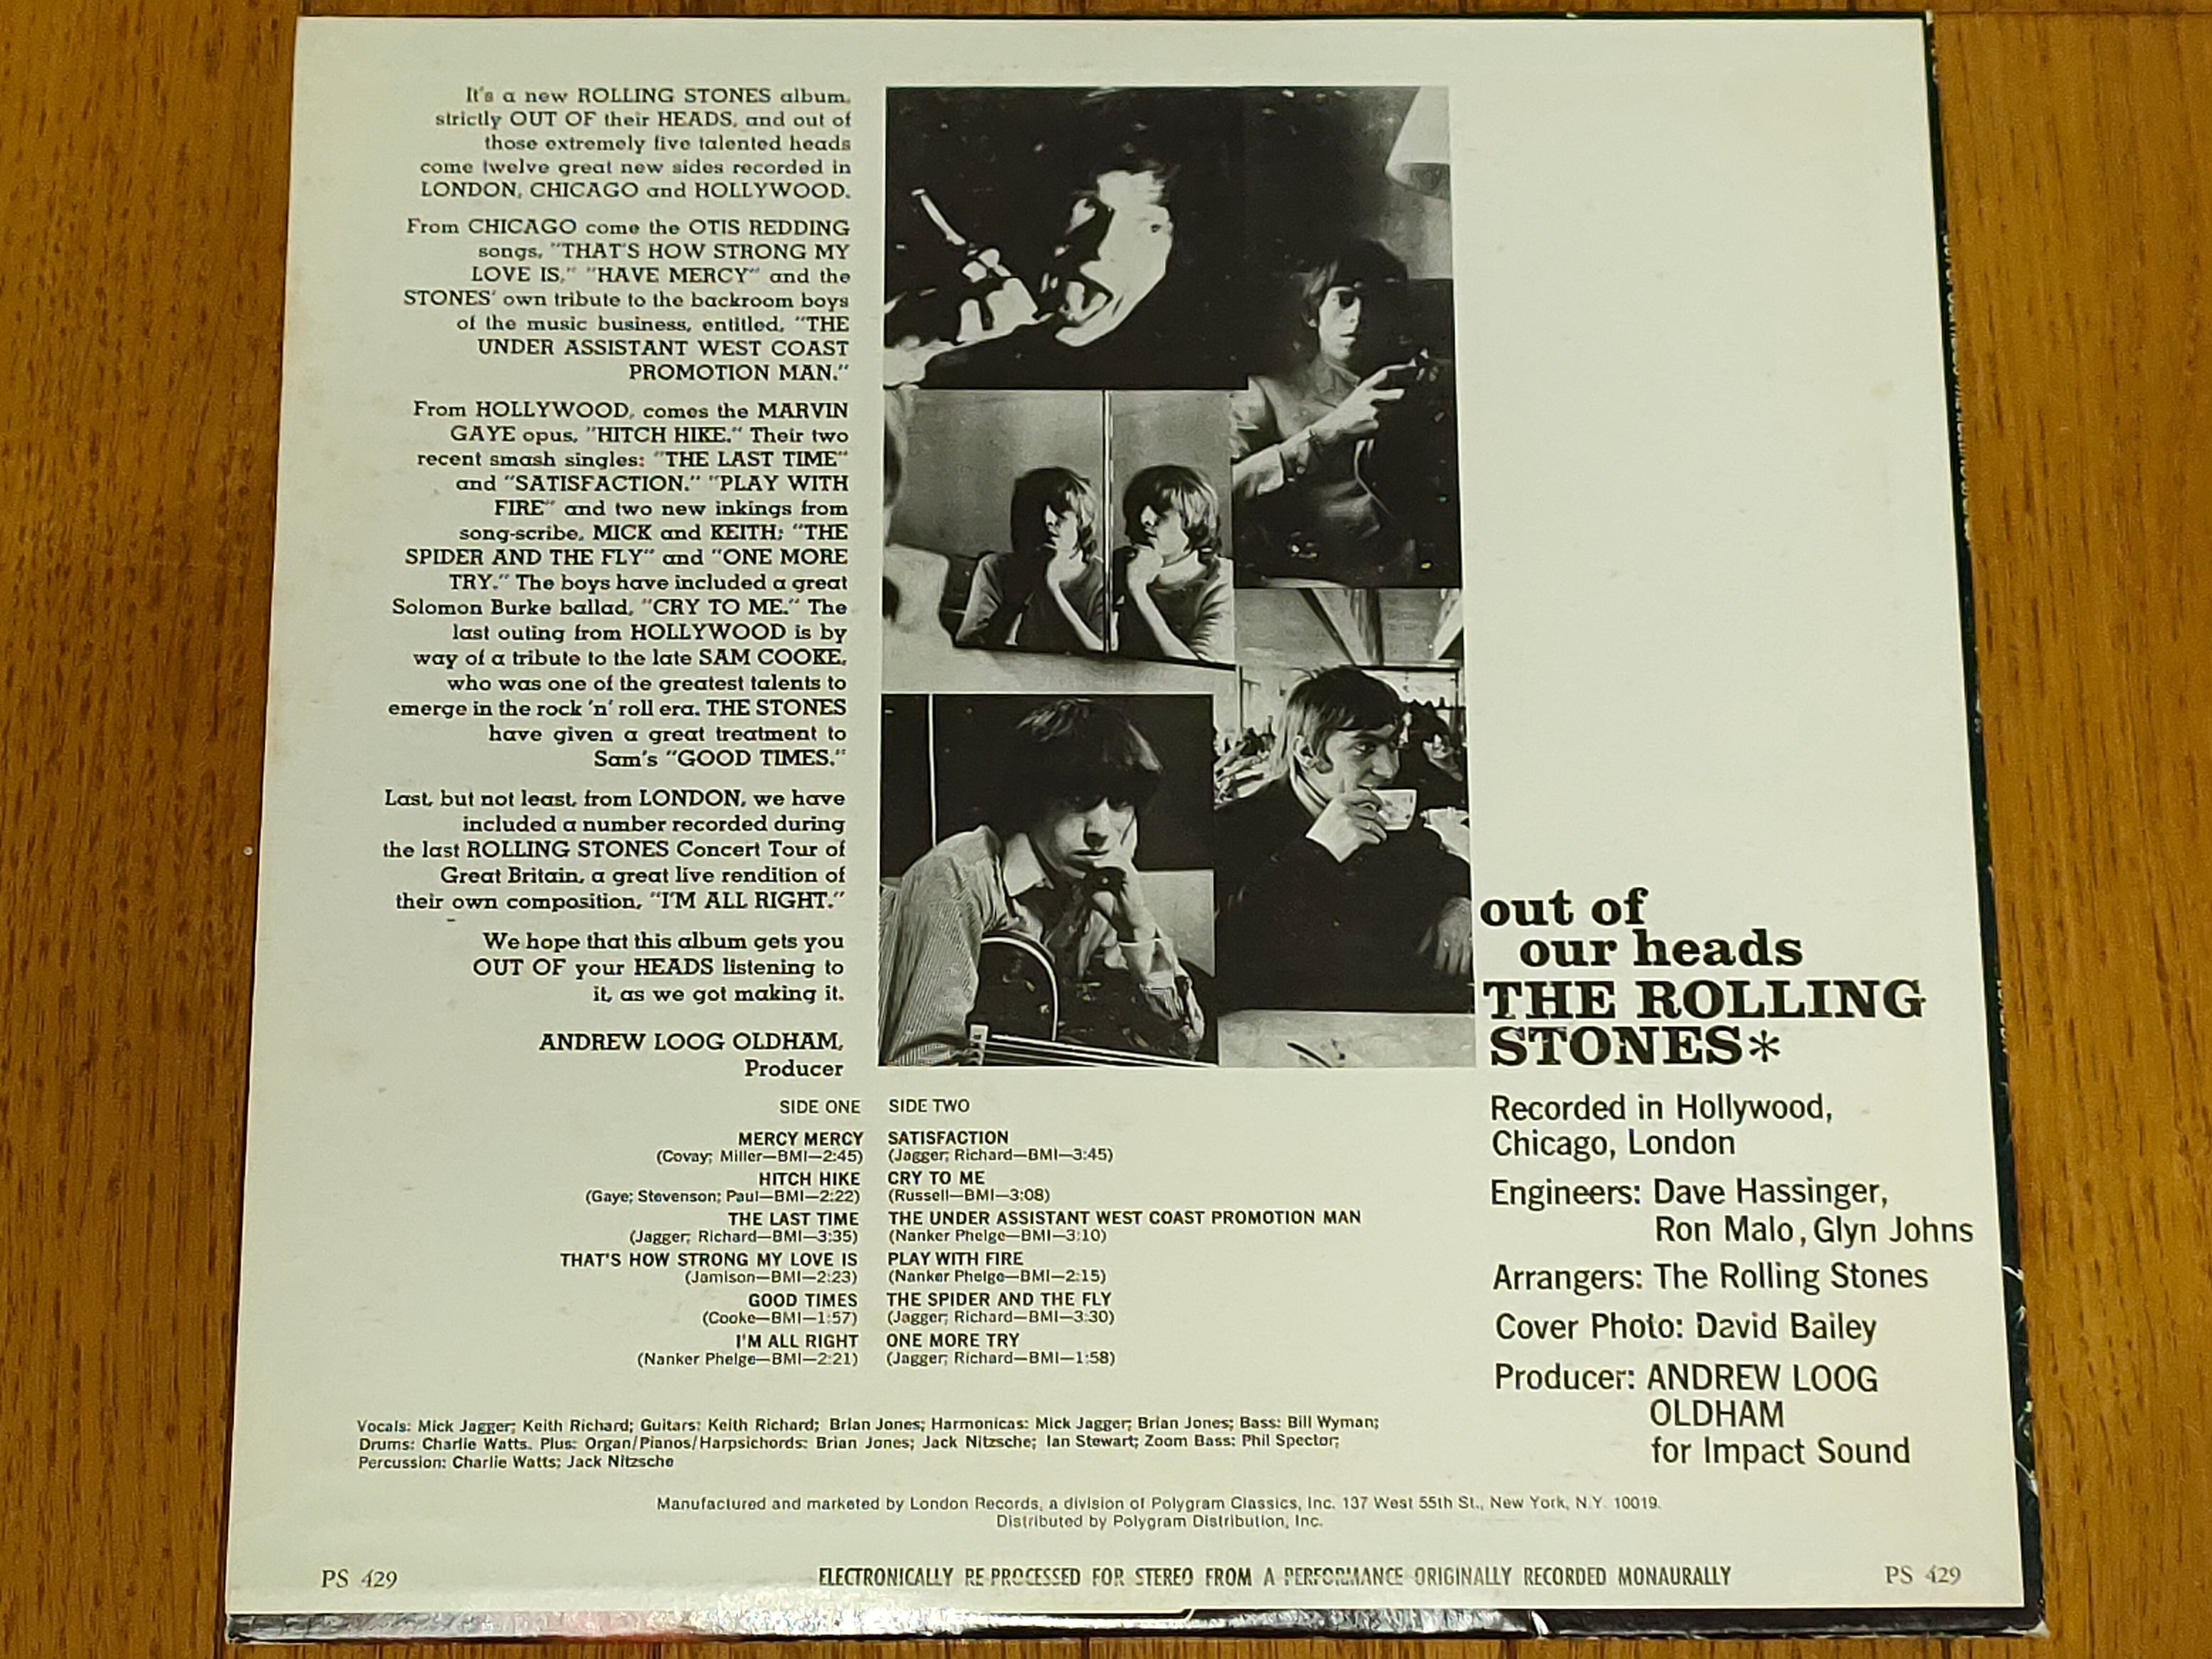 It's a new ROLLING STONES album,
strictly OUT OF their HEADS, and out of
those extremely five talented heads
come twelve great new sides recorded in
LONDON, CHICAGO and HOLLYWOOD.
From CHICAGO come the OTIS REDDING
songs, "THAT'S HOW STRONG MY
LOVE IS," "HAVE MERCY" and the
STONES' own tribute to the backroom boys
of the music business, entitled, "THE
UNDER ASSISTANT WEST COAST
PROMOTION MAN."
From HOLLYWOOD, comes the MARVIN
GAYE opus, "HITCH HIKE." Their two
recent smash singles: "THE LAST TIME"
and "SATISFACTION." "PLAY WITH
FIRE" and two new inkings from
song-scribe, MICK and KEITH; "THE
SPIDER AND THE FLY" and "ONE MORE
TRY." The boys have included a great
Solomon Burke ballad, "CRY TO ME." The
last outing from HOLLYWOOD is by
way of a tribute to the late SAM COOKE,
who was one of the greatest talents to
emerge in the rock 'n' roll era. THE STONES
have given a great treatment to
Sam's "GOOD TIMES."
Last, but not least, from LONDON, we have
included a number recorded during
the last ROLLING STONES Concert Tour of
Great Britain, a great live rendition of
their own composition, "I'M ALL RIGHT."
We hope that this album gets you
OUT OF your HEADS listening to
it, as we got making it.
ANDREW LOOG OLDHAM,
Producer
SIDE ONE
MERCY MERCY
(Covay; Miller—BMI—2:45)
HITCH HIKE
(Gaye; Stevenson; Paul—BMI—2:22)
THE LAST TIME
(Jagger; Richard—BMI—3:35)
THAT'S HOW STRONG MY LOVE IS
(Jamison—BMI—2:23)
GOOD TIMES
(Cooke—BMI—1:57)
I'M ALL RIGHT
(Nanker Phelge—BMI—2:21)
SIDE TWO
SATISFACTION
(Jagger; Richard—BMI—3:45)
CRY TO ME
(Russell—BMI—3:08)
THE UNDER ASSISTANT WEST COAST PROMOTION MAN
(Nanker Phelge—BMI—3:10)
PLAY WITH FIRE
(Nanker Phelge—BMI—2:15)
THE SPIDER AND THE FLY
(Jagger; Richard—BMI—3:30)
ONE MORE TRY
(Jagger; Richard—BMI—1:58)
out of
our heads
THE ROLLING
STONES*
Recorded in Hollywood,
Chicago, London
Engineers: Dave Hassinger,
Ron Malo, Glyn Johns
Arrangers: The Rolling Stones
Cover Photo: David Bailey
Producer: ANDREW LOOG
OLDHAM
for Impact Sound
Vocals: Mick Jagger; Keith Richard; Guitars: Keith Richard; Brian Jones; Harmonicas: Mick Jagger; Brian Jones; Bass: Bill Wyman;
Drums: Charlie Watts. Plus: Organ/Pianos/Harpsichords: Brian Jones; Jack Nitzsche; Ian Stewart; Zoom Bass: Phil Spector;
Percussion: Charlie Watts; Jack Nitzsche
Manufactured and marketed by London Records, a division of Polygram Classics, Inc. 137 West 55th St., New York, N.Y. 10019.
Distributed by Polygram Distribution, Inc.
PS 429
ELECTRONICALLY RE-PROCESSED FOR STEREO FROM A PERFORMANCE ORIGINALLY RECORDED MONAURALLY
PS 429